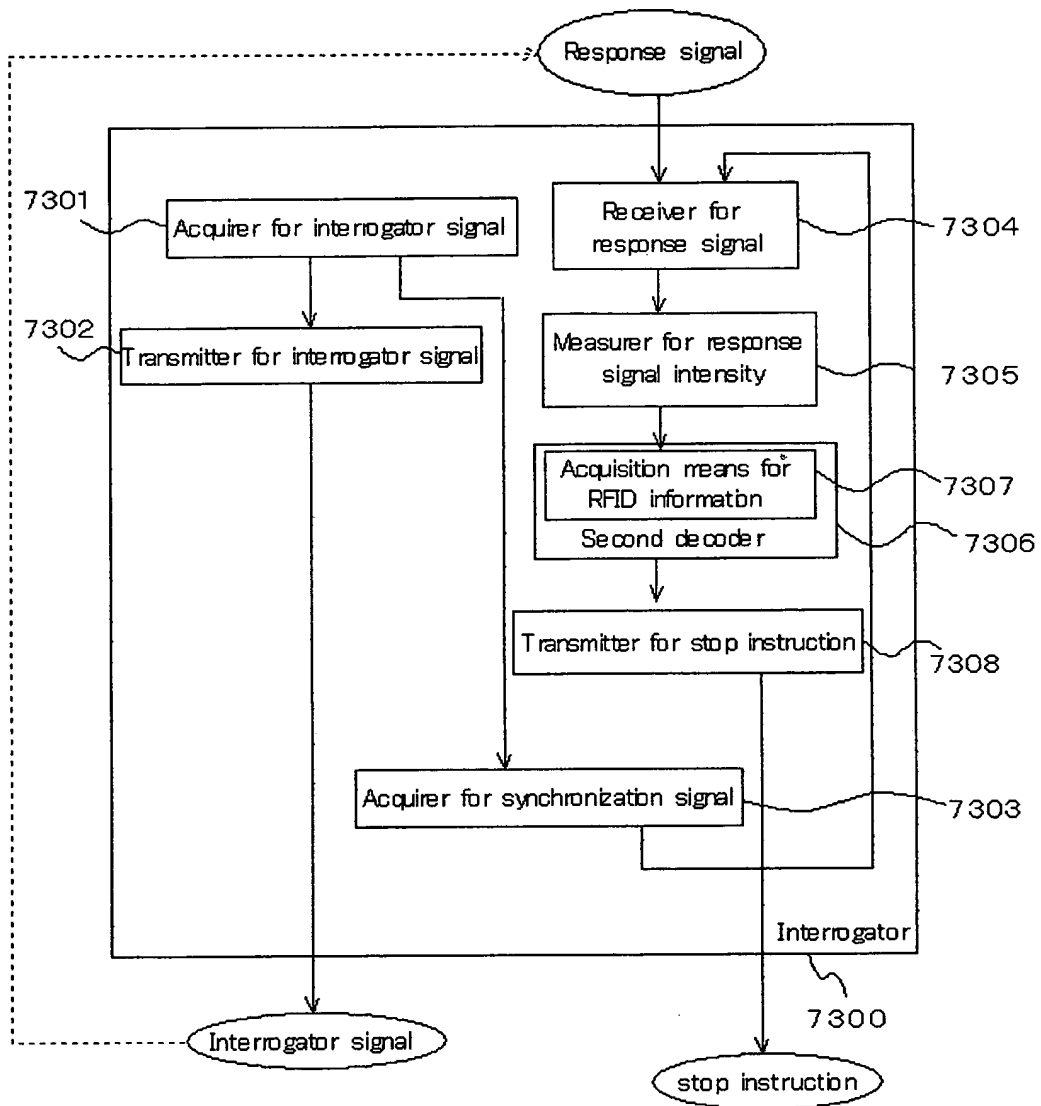 Response signal
7301
Acquirer for interrogator signal
Receiver for
response signal
7304
7302
Transmitter for interrogator signal
Measurer for response
signal intensity
7305
Acquisition means for
RFID information
7307
Second decoder
7306
Transmitter for stop instruction
7308
Acquirer for synchronization signal
7303
Interrogator
7300
Interrogator signal
stop instruction